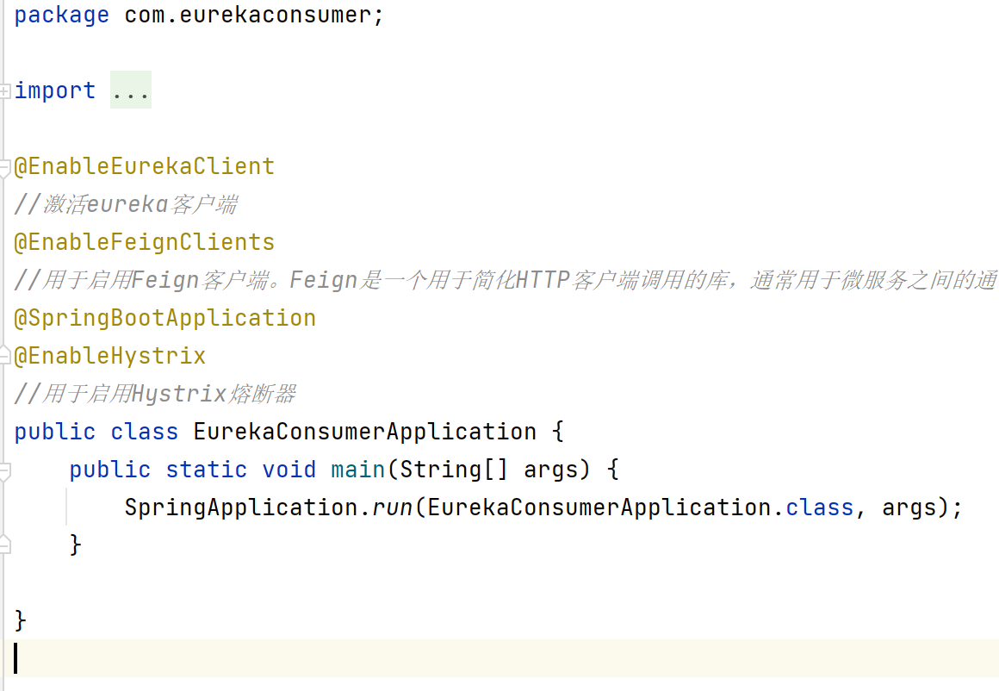 package com.eurekaconsumer;
import ...
@EnableEurekaClient
//激活eureka客户端
@EnableFeignClients
//用于启用Feign客户端。Feign是一个用于简化HTTP客户端调用的库，通常用于微服务之间的通
@SpringBootApplication
@EnableHystrix
//用于启用Hystrix熔断器
public class EurekaConsumerApplication {
    public static void main(String[] args) {
        SpringApplication.run(EurekaConsumerApplication.class, args);
    }
}